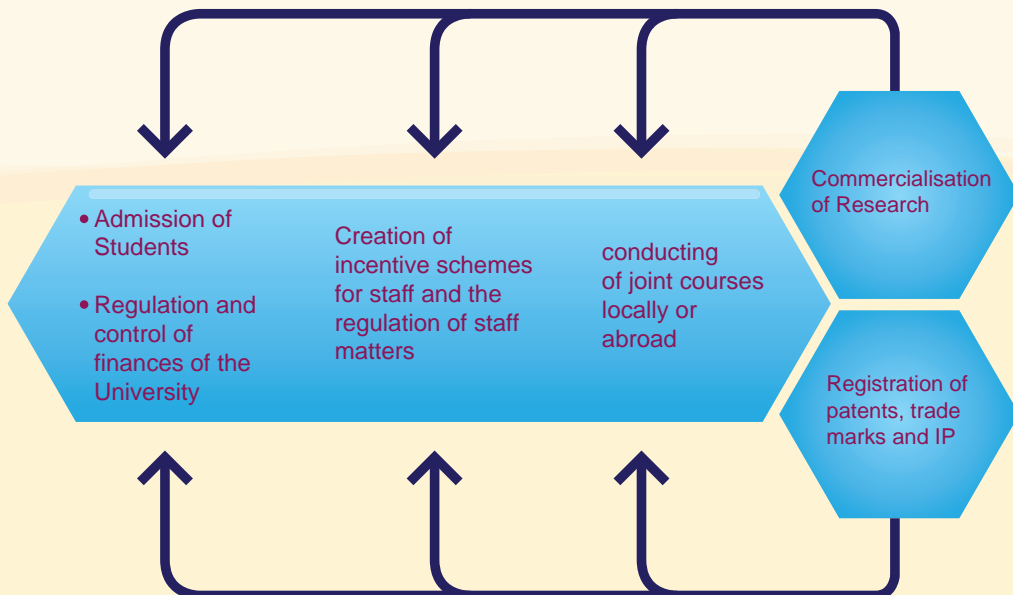 • Admission of
Students
• Regulation and
control of
finances of the
University
Creation of
incentive schemes
for staff and the
regulation of staff
matters
conducting
of joint courses
locally or
abroad
Commercialisation
of Research
Registration of
patents, trade
marks and IP